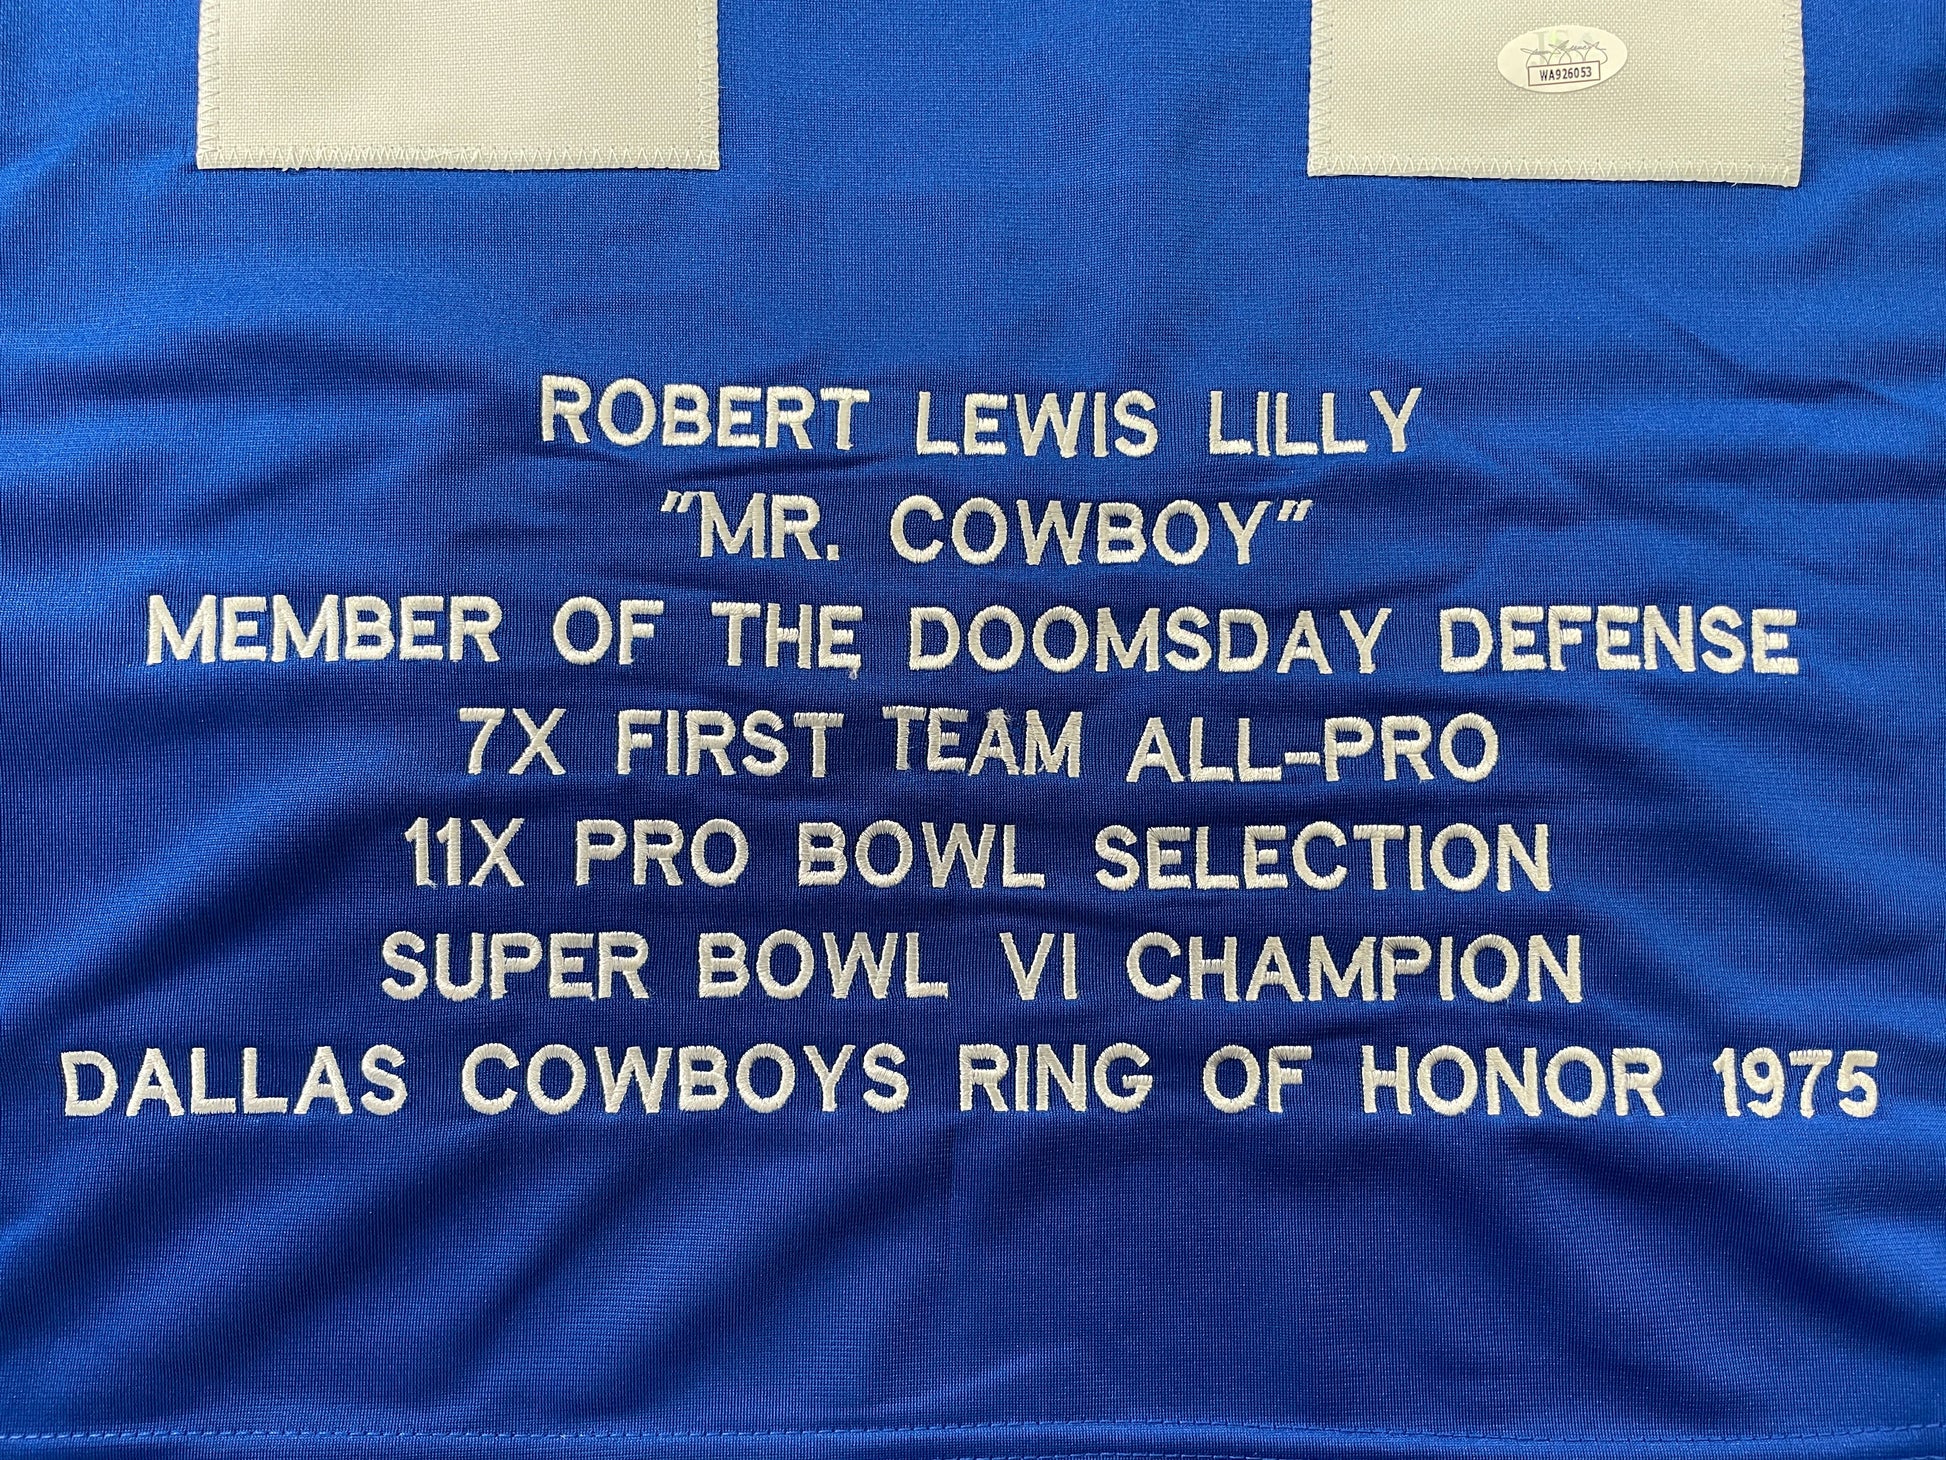 WA926053
ROBERT LEWIS LILLY
"MR. COWBOY"
MEMBER OF THE DOOMSDAY DEFENSE
7X FIRST TEAM ALL-PRO
11X PRO BOWL SELECTION
SUPER BOWL VI CHAMPION
DALLAS COWBOYS RING OF HONOR 1975